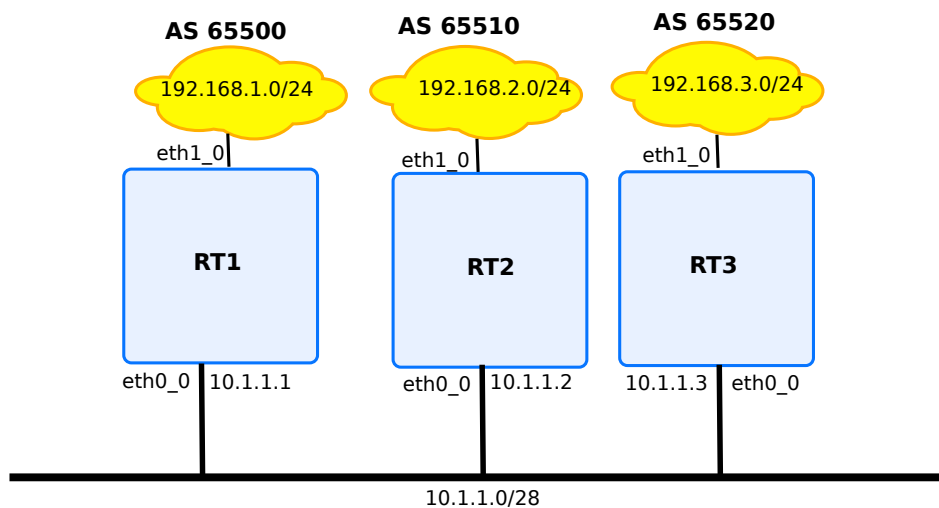 AS 65500
AS 65510
AS 65520
192.168.1.0/24
192.168.2.0/24
192.168.3.0/24
eth1_0
eth1_0
eth1_0
RT1
RT2
RT3
eth0_0
10.1.1.1
eth0_0
10.1.1.2
10.1.1.3
eth0_0
10.1.1.0/28